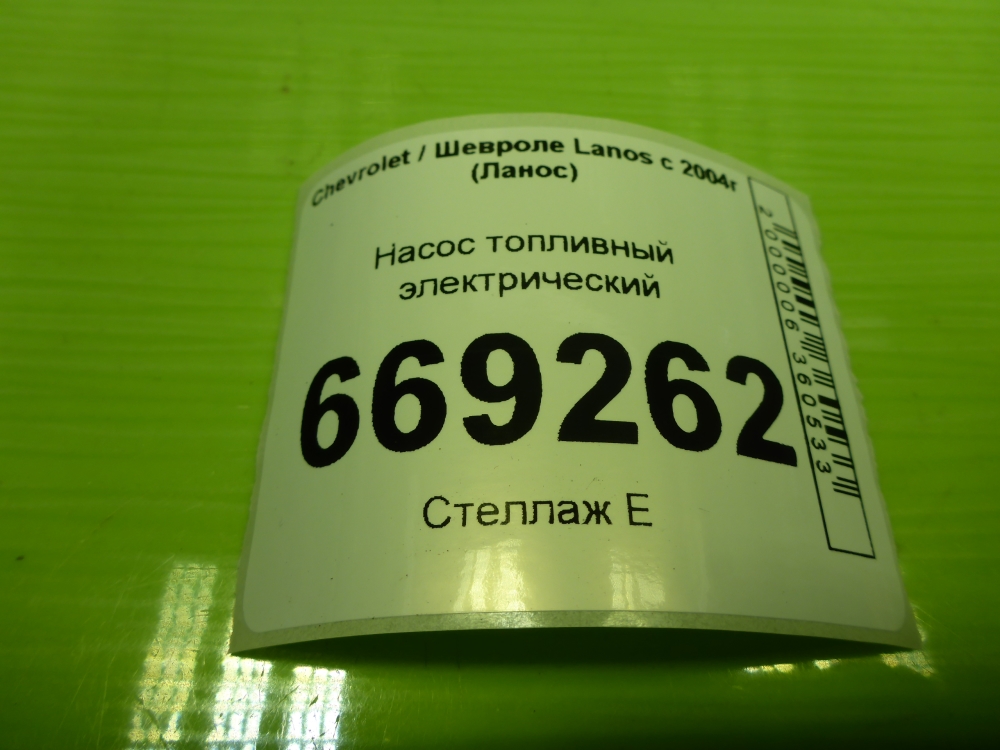 Chevrolet / Шевроле Lanos с 2004г
(Ланос)
Насос топливный
электрический
669262
Стеллаж Е
2000006360533